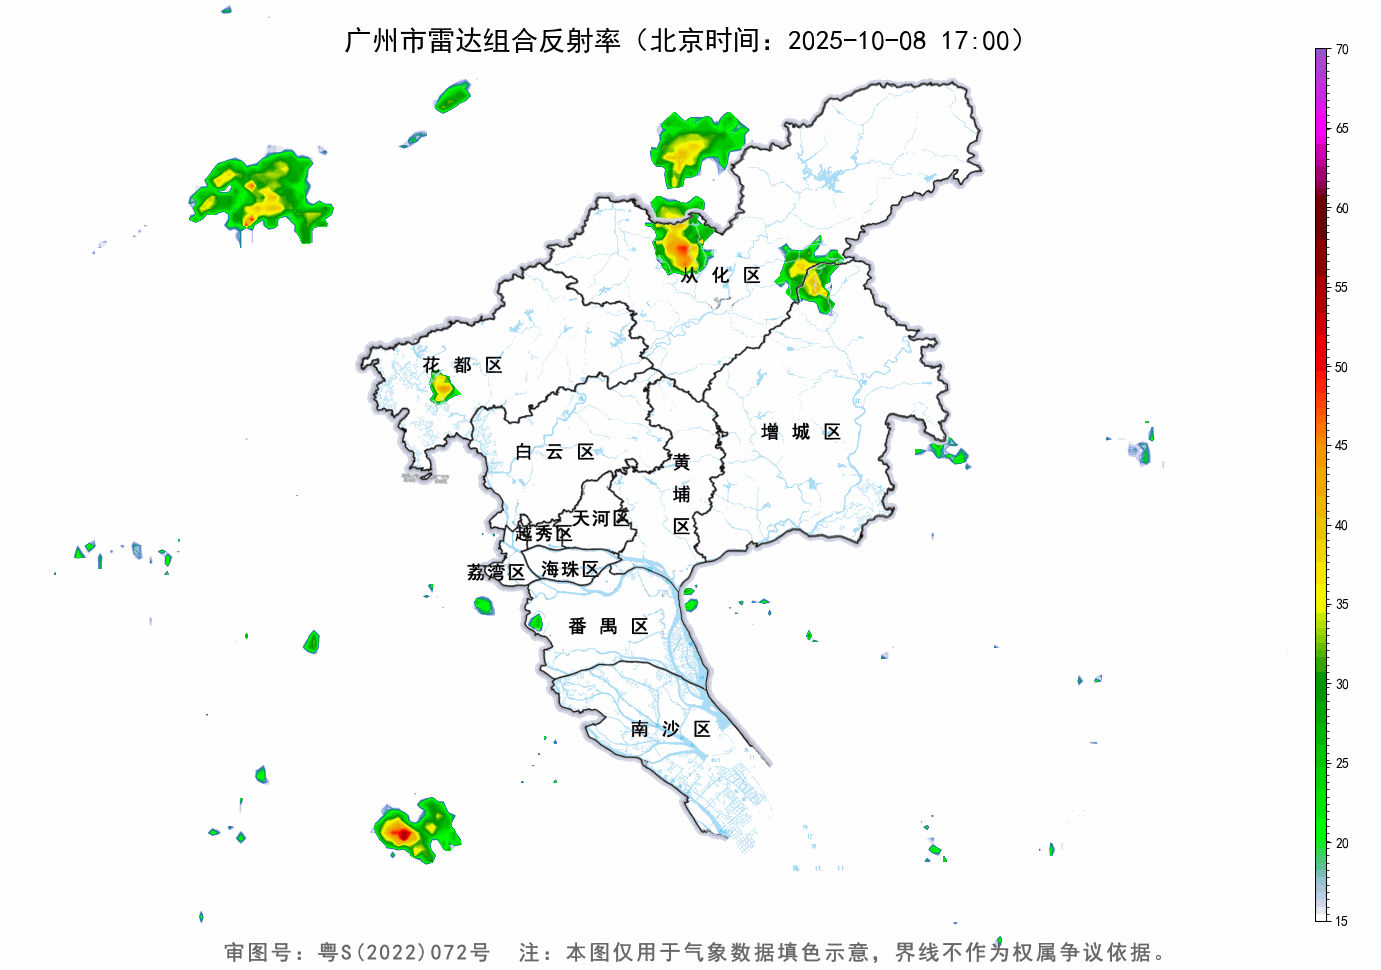 广州市雷达组合反射率（北京时间：2025-10-08 17:00）
70
65
60
55
50
45
40
35
30
25
20
15
从化区
花都区
增城区
白云区
黄埔区
天河区
越秀区
荔湾区
海珠区
番禺区
南沙区
审图号：粤S(2022)072号 注：本图仅用于气象数据填色示意，界线不作为权属争议依据。